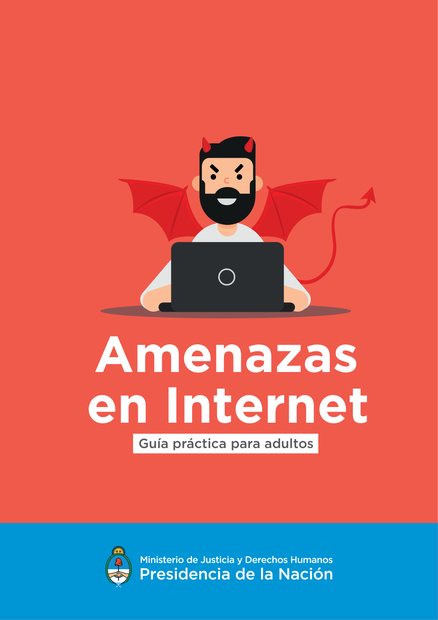 Amenazas
en Internet
Guía práctica para adultos
Ministerio de Justicia y Derechos Humanos
Presidencia de la Nación